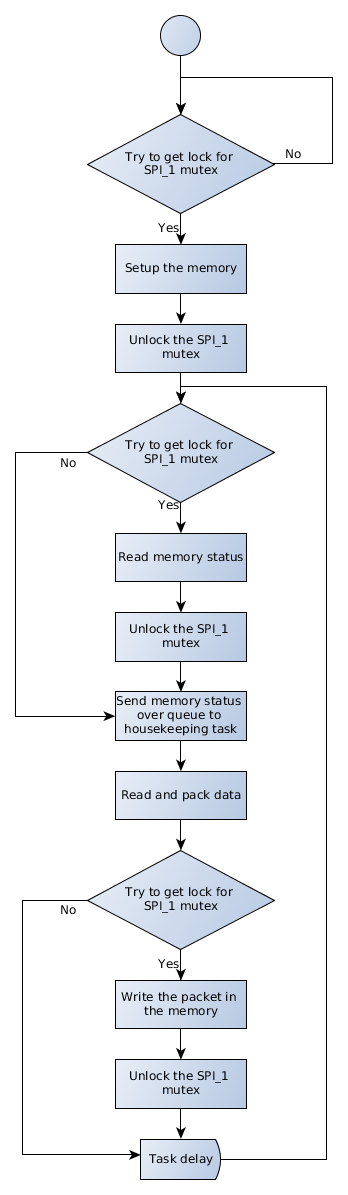 Try to get lock for
SPI_1 mutex
No
Yes
Setup the memory
Unlock the SPI_1
mutex
Try to get lock for
SPI_1 mutex
No
Yes
Read memory status
Unlock the SPI_1
mutex
Send memory status
over queue to
housekeeping task
Read and pack data
Try to get lock for
SPI_1 mutex
No
Yes
Write the packet in
the memory
Unlock the SPI_1
mutex
Task delay